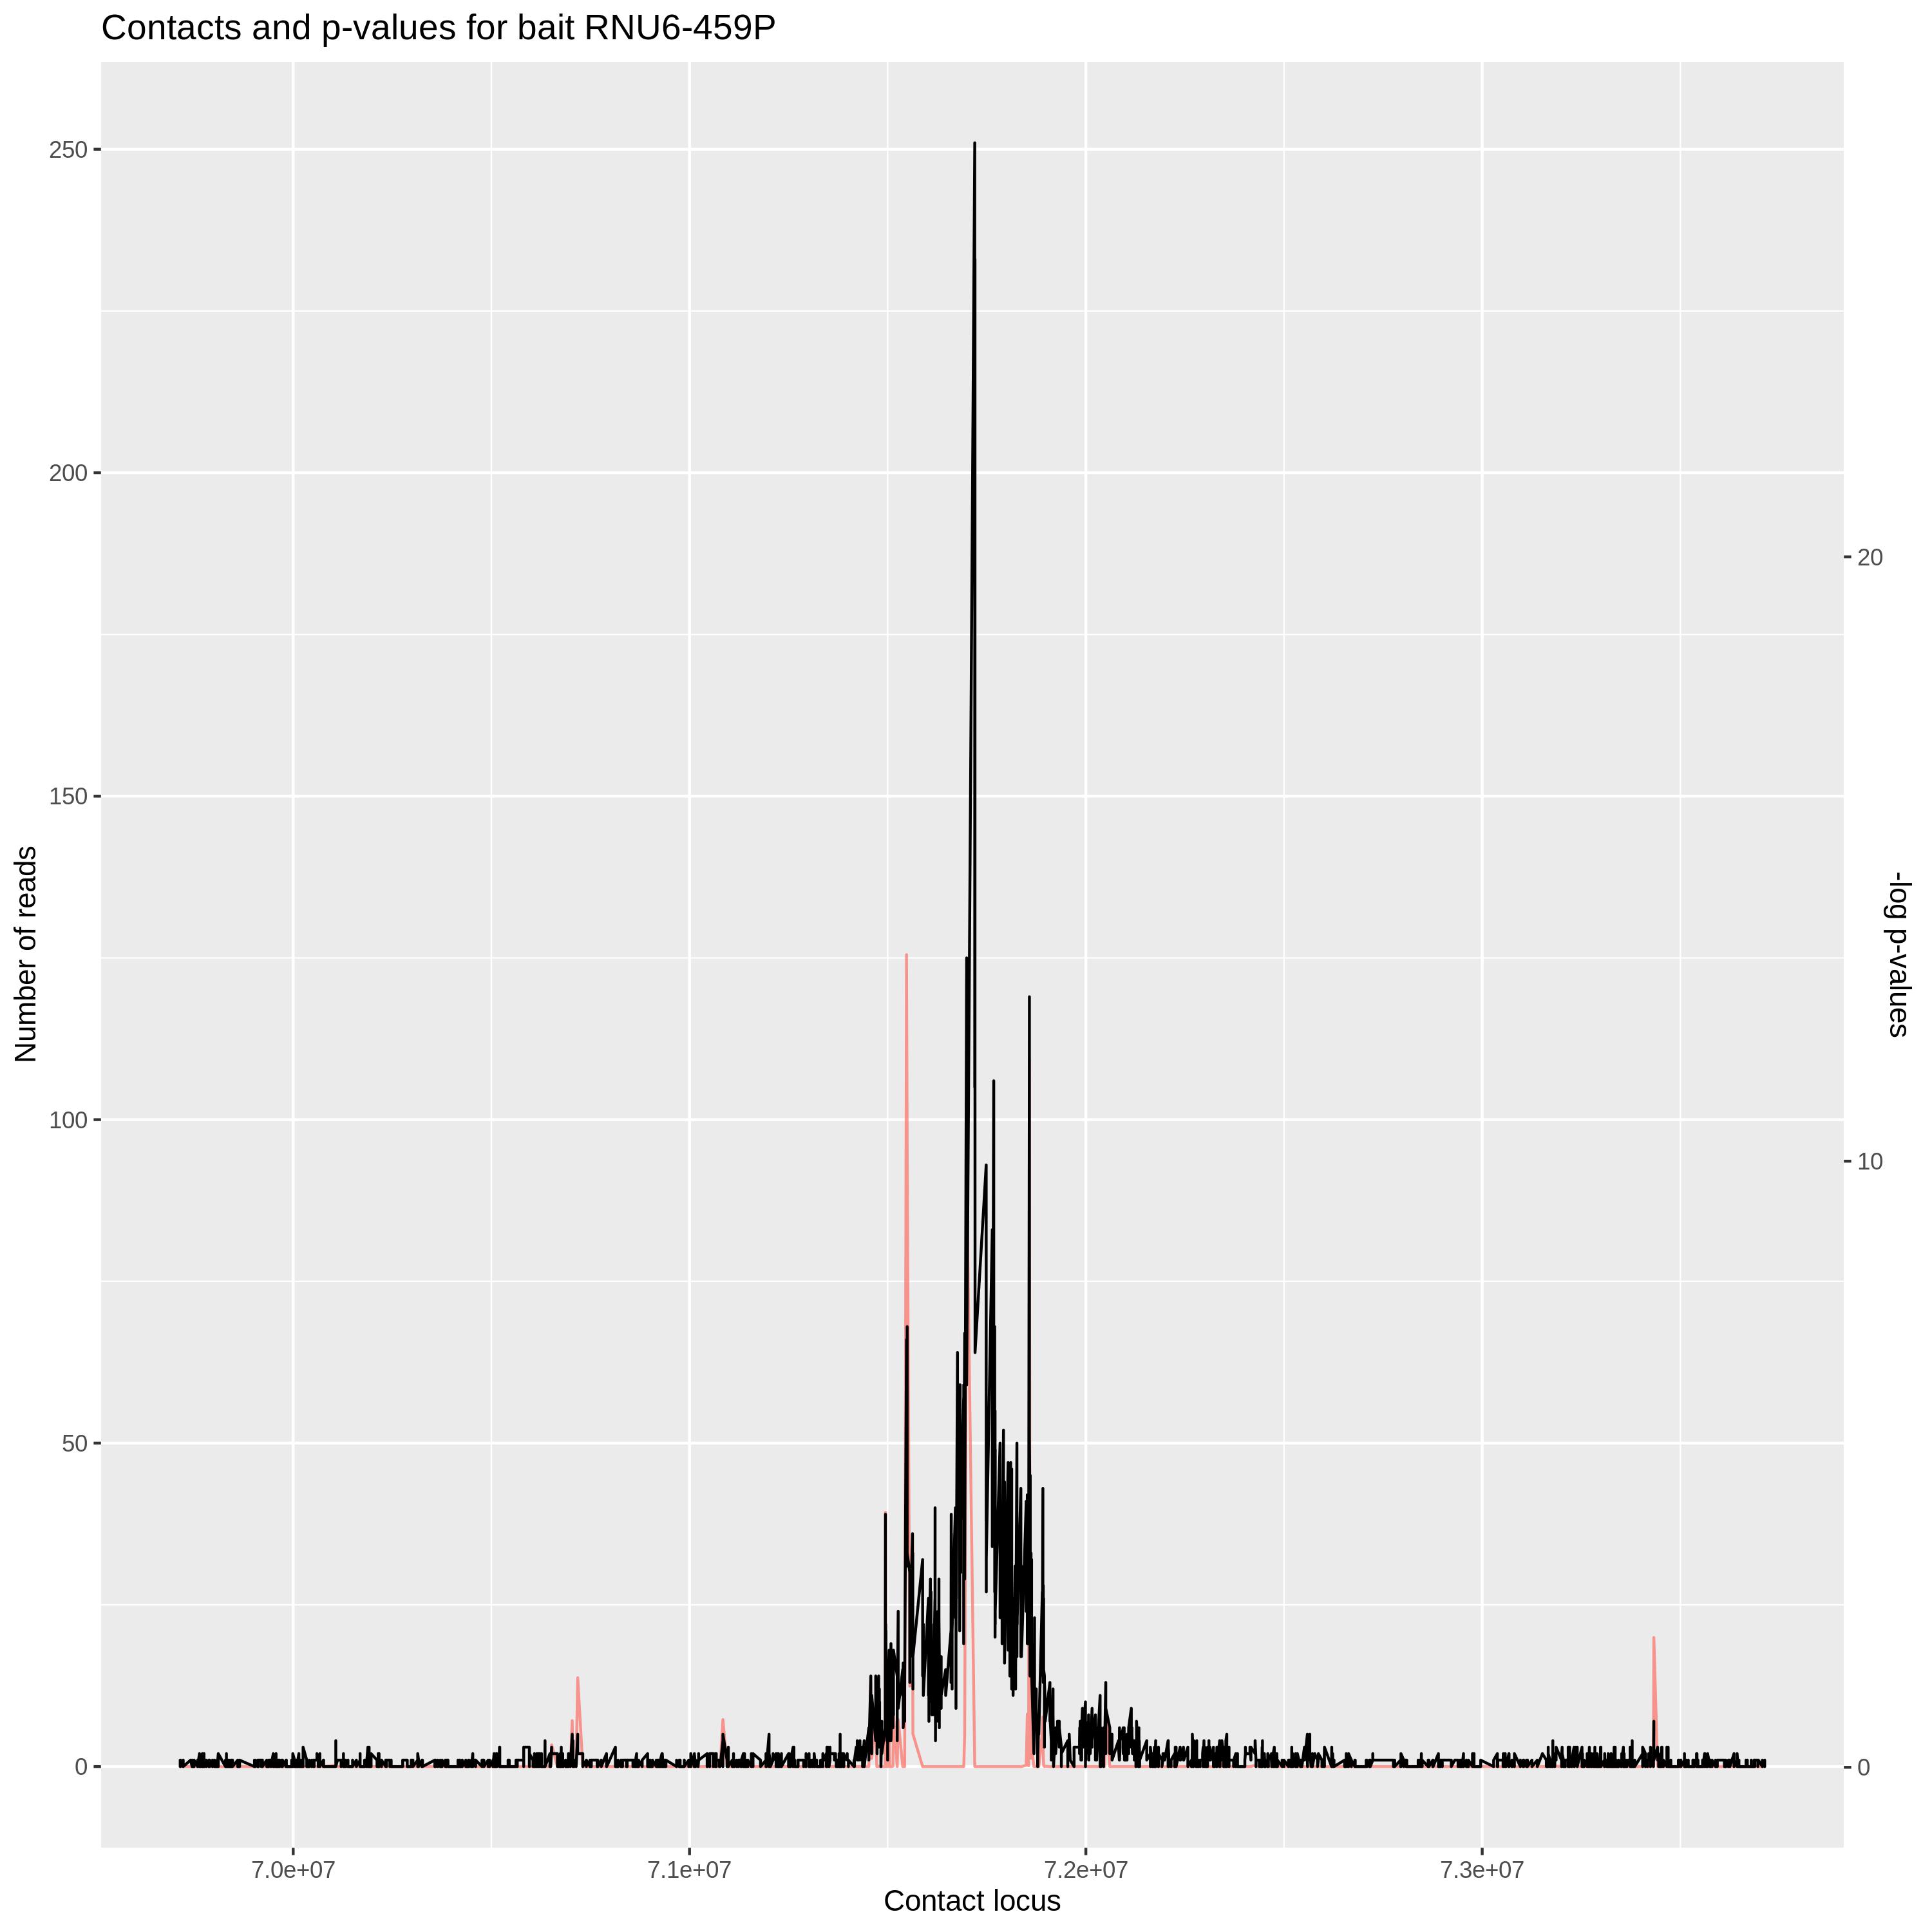 Contacts and p-values for bait RNU6-459P
250
200
150
100
50
0
Number of reads
20
10
0
-log p-values
7.0e+07
7.1e+07
7.2e+07
7.3e+07
Contact locus